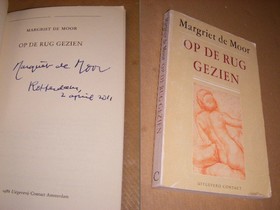 MARGRIET DE MOOR
OP DE RUG GEZIEN
Margriet de Moor
Rotterdam,
2 april 2011
Uitgeverij Contact Amsterdam
Margriet de Moor
OP DE RUG
GEZIEN
UITGEVERIJ CONTACT